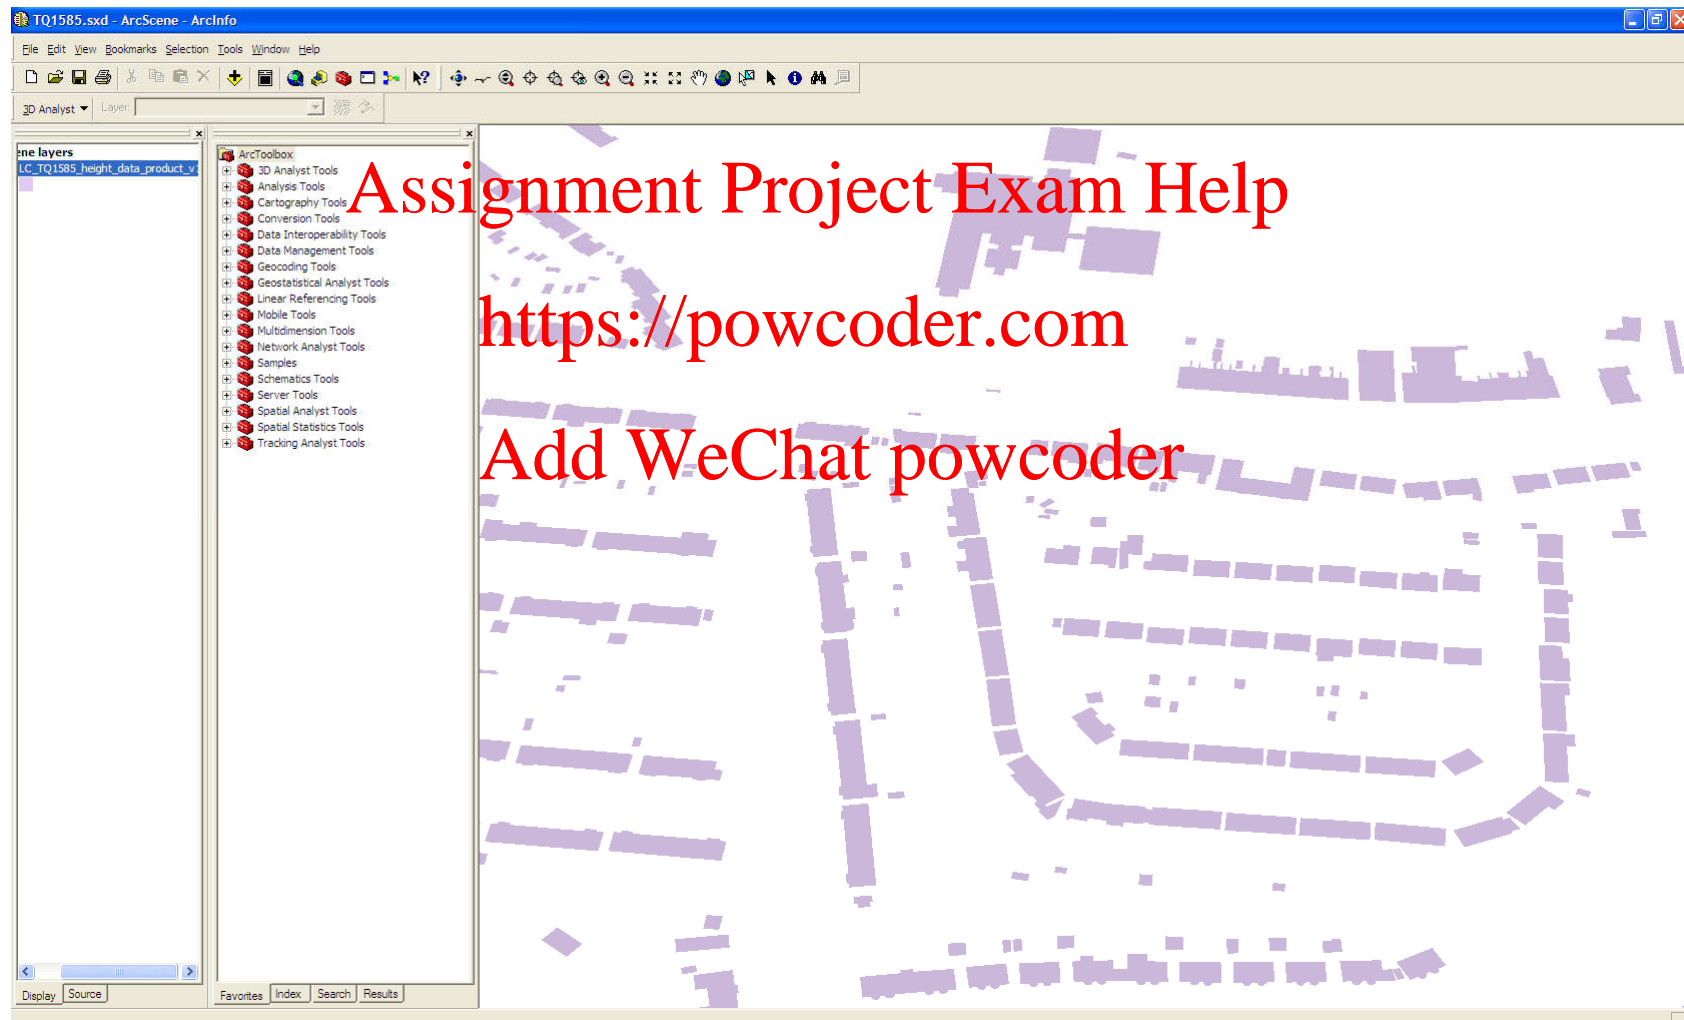 TQ1585.sxd - ArcScene - ArcInfo
File Edit View Bookmarks Selection Tools Window Help
3D Analyst Layer:
ene layers
LC_TQ1585_height_data_product_v1
ArcToolbox
3D Analyst Tools
Analysis Tools
Cartography Tools
Conversion Tools
Data Interoperability Tools
Data Management Tools
Geocoding Tools
Geostatistical Analyst Tools
Linear Referencing Tools
Mobile Tools
Multidimension Tools
Network Analyst Tools
Samples
Schematics Tools
Server Tools
Spatial Analyst Tools
Spatial Statistics Tools
Tracking Analyst Tools
Assignment Project Exam Help
https://powcoder.com
Add WeChat powcoder
Display Source
Favorites Index Search Results